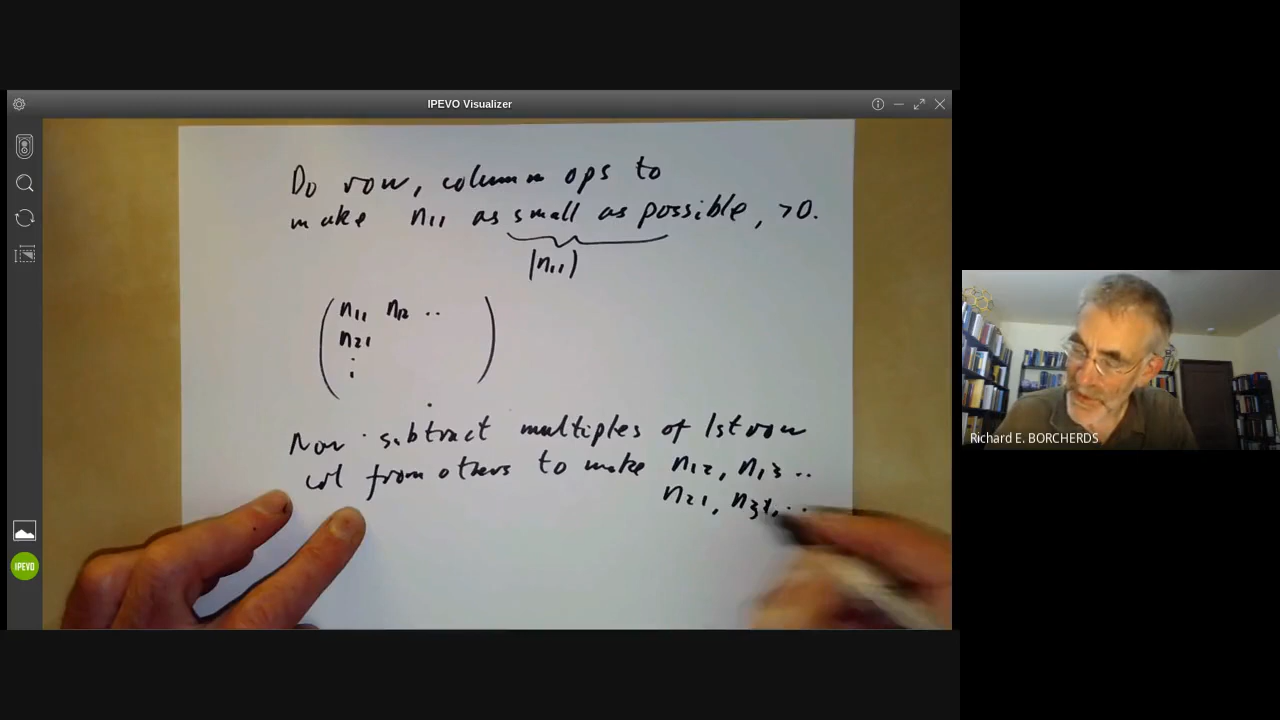 IPEVO Visualizer
Do row, column ops to
make n₁₁ as small as possible, >0.
|n₁₁|
n₁₁ n₁₂ ..
n₂₁
⋮
Now subtract multiples of 1st row
col from others to make n₁₂, n₁₃ ..
n₂₁, n₃₁, ..
IPEVO
Richard E. BORCHERDS